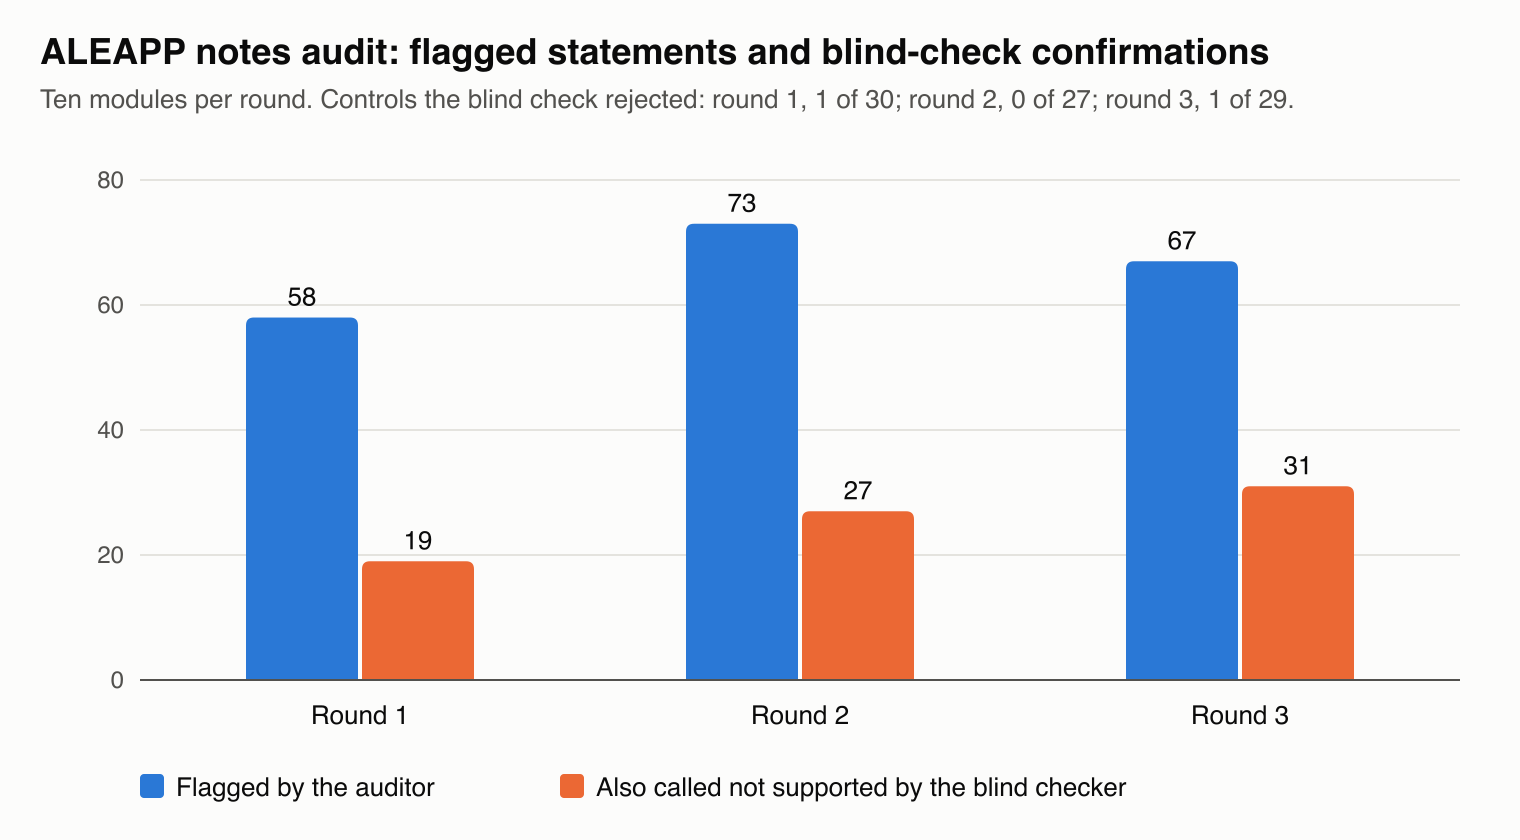 ALEAPP notes audit: flagged statements and blind-check confirmations
Ten modules per round. Controls the blind check rejected: round 1, 1 of 30; round 2, 0 of 27; round 3, 1 of 29.
80
73
67
60
58
40
31
27
20
19
0
Round 1
Round 2
Round 3
Flagged by the auditor
Also called not supported by the blind checker